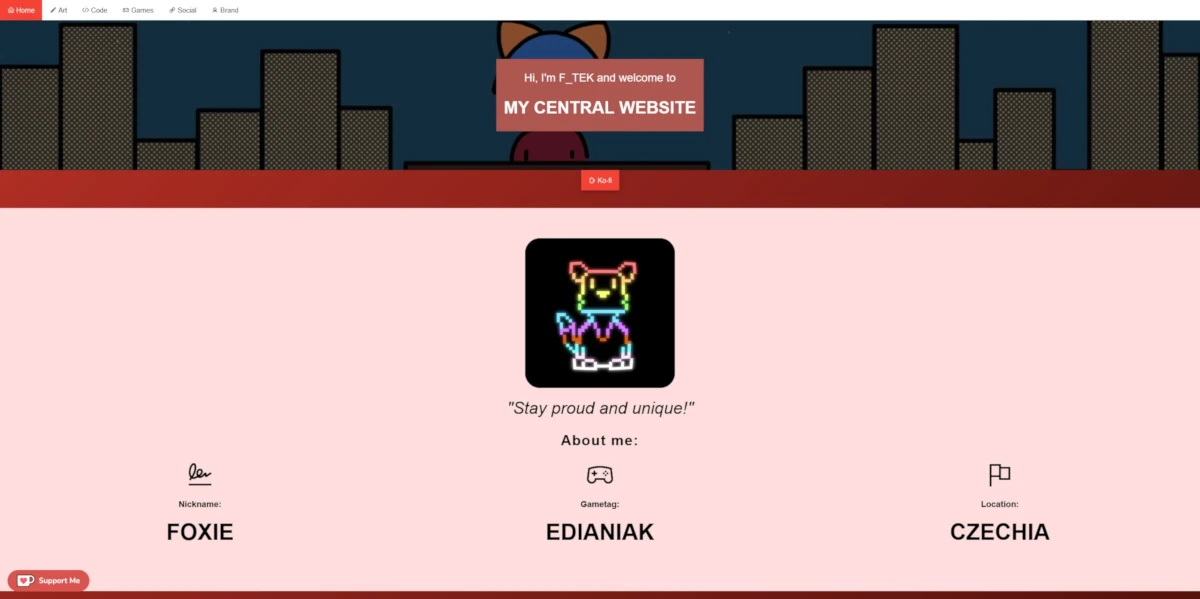 Home Art Code Games Social Brand
Hi, I'm F_TEK and welcome to
MY CENTRAL WEBSITE
Ko-fi
"Stay proud and unique!"
About me:
Nickname: Gametag: Location:
FOXIE EDIANIAK CZECHIA
Support Me